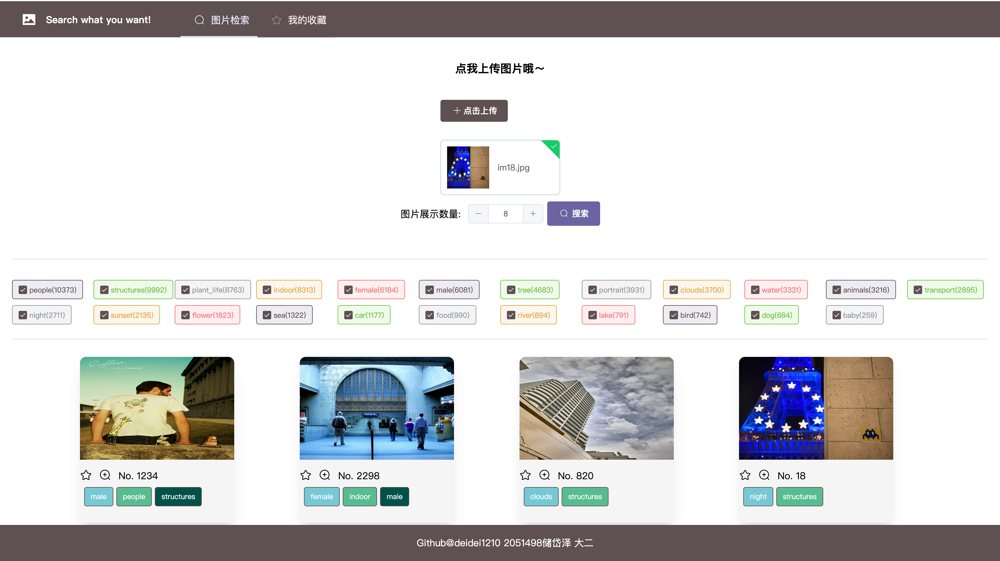 Search what you want!
图片检索
我的收藏
点我上传图片哦～
点击上传
im18.jpg
图片展示数量:
8
搜索
people(10373)
structures(9992)
plant_life(8763)
indoor(8313)
female(6184)
male(6081)
tree(4683)
portrait(3931)
clouds(3700)
water(3331)
animals(3216)
transport(2895)
night(2711)
sunset(2135)
flower(1823)
sea(1322)
car(1177)
food(990)
river(894)
lake(791)
bird(742)
dog(684)
baby(259)
Coiffeur
No. 1234
male
people
structures
No. 2298
female
indoor
male
No. 820
clouds
structures
No. 18
night
structures
Github@deidei1210 2051498储岱泽 大二